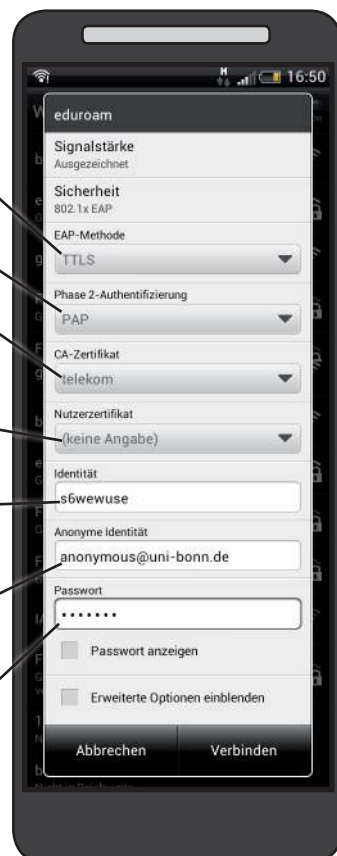 H
16:50
W
eduroam
Signalstärke
Ausgezeichnet
Sicherheit
802.1x EAP
EAP-Methode
TTLS
Phase 2-Authentifizierung
PAP
CA-Zertifikat
telekom
Nutzerzertifikat
(keine Angabe)
Identität
s6wewuse
Anonyme Identität
anonymous@uni-bonn.de
Passwort
•••••••
Passwort anzeigen
Erweiterte Optionen einblenden
Abbrechen
Verbinden